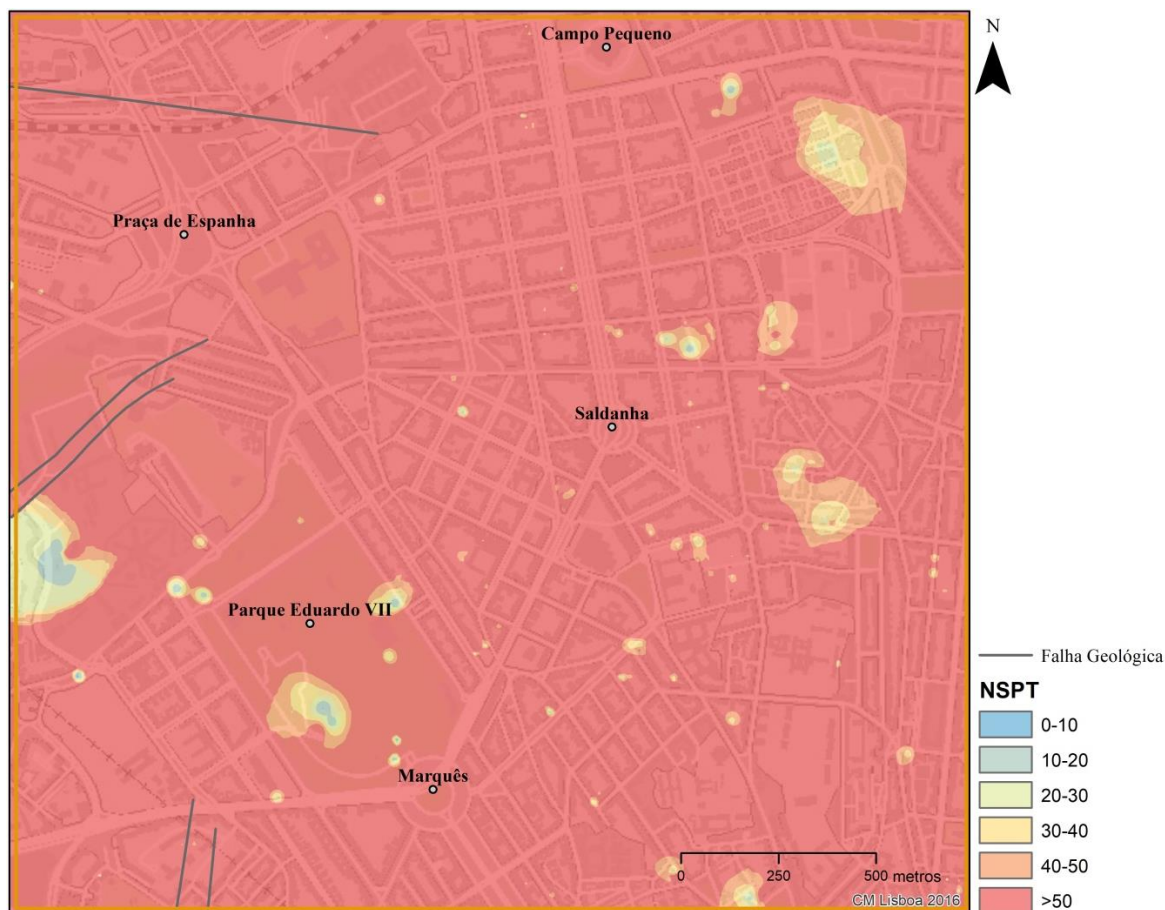 Campo Pequeno
N
Praça de Espanha
Saldanha
Parque Eduardo VII
Marquês
0 250 500 metros
CM Lisboa 2016
Falha Geológica
NSPT
0-10
10-20
20-30
30-40
40-50
>50